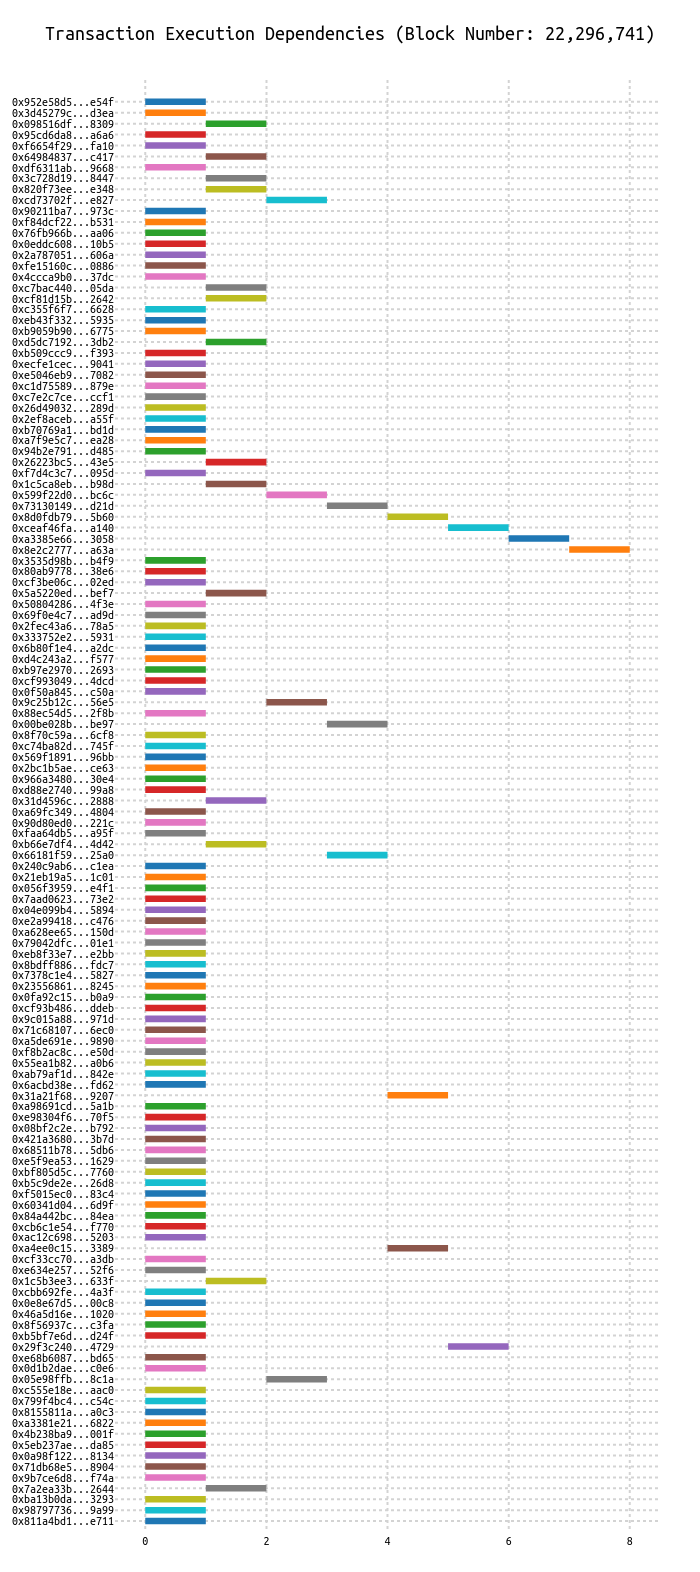 Transaction Execution Dependencies (Block Number: 22,296,741)
0x952e58d5...e54f
0x3d45279c...d3ea
0x098516df...8309
0x95cd6da8...a6a6
0xf6654f29...fa10
0x64984837...c417
0xdf6311ab...9668
0x3c728d19...8447
0x820f73ee...e348
0xcd73702f...e827
0x90211ba7...973c
0xf84dcf22...b531
0x76fb966b...aa06
0x0eddc608...10b5
0x2a787051...606a
0xfe15160c...0886
0x4ccca9b0...37dc
0xc7bac440...05da
0xcf81d15b...2642
0xc355f6f7...6628
0xeb43f332...5935
0xb9059b90...6775
0xd5dc7192...3db2
0xb509ccc9...f393
0xecfe1cec...9041
0xe5046eb9...7082
0xc1d75589...879e
0xc7e2c7ce...ccf1
0x26d49032...289d
0x2ef8aceb...a55f
0xb70769a1...bd1d
0xa7f9e5c7...ea28
0x94b2e791...d485
0x26223bc5...43e5
0xf7d4c3c7...095d
0x1c5ca8eb...b98d
0x599f22d0...bc6c
0x73130149...d21d
0x8d0fdb79...5b60
0xceaf46fa...a140
0xa3385e66...3058
0x8e2c2777...a63a
0x3535d98b...b4f9
0x80ab9778...38e6
0xcf3be06c...02ed
0x5a5220ed...bef7
0x50804286...4f3e
0x69f0e4c7...ad9d
0x2fec43a6...78a5
0x333752e2...5931
0x6b80f1e4...a2dc
0xd4c243a2...f577
0xb97e2970...2693
0xcf993049...4dcd
0x0f50a845...c50a
0x9c25b12c...56e5
0x88ec54d5...2f8b
0x00be028b...be97
0x8f70c59a...6cf8
0xc74ba82d...745f
0x569f1891...96bb
0x2bc1b5ae...ce63
0x966a3480...30e4
0xd88e2740...99a8
0x31d4596c...2888
0xa69fc349...4804
0x90d80ed0...221c
0xfaa64db5...a95f
0xb66e7df4...4d42
0x66181f59...25a0
0x240c9ab6...c1ea
0x21eb19a5...1c01
0x056f3959...e4f1
0x7aad0623...73e2
0x04e099b4...5894
0xe2a99418...c476
0xa628ee65...150d
0x79042dfc...01e1
0xeb8f33e7...e2bb
0x8bdff886...fdc7
0x7378c1e4...5827
0x23556861...8245
0x0fa92c15...b0a9
0xcf93b486...ddeb
0x9c015a88...971d
0x71c68107...6ec0
0xa5de691e...9890
0xf8b2ac8c...e50d
0x55ea1b82...a0b6
0xab79af1d...842e
0x6acbd38e...fd62
0x31a21f68...9207
0xa98691cd...5a1b
0xe98304f6...70f5
0x08bf2c2e...b792
0x421a3680...3b7d
0x68511b78...5db6
0xe5f9ea53...1629
0xbf805d5c...7760
0xb5c9de2e...26d8
0xf5015ec0...83c4
0x60341d04...6d9f
0x84a442bc...84ea
0xcb6c1e54...f770
0xac12c698...5203
0xa4ee0c15...3389
0xcf33cc70...a3db
0xe634e257...52f6
0x1c5b3ee3...633f
0xcbb692fe...4a3f
0x0e8e67d5...00c8
0x46a5d16e...1020
0x8f56937c...c3fa
0xb5bf7e6d...d24f
0x29f3c240...4729
0xe68b6087...bd65
0x0d1b2dae...c0e6
0x05e98ffb...8c1a
0xc555e18e...aac0
0x799f4bc4...c54c
0x8155811a...a0c3
0xa3381e21...6822
0x4b238ba9...001f
0x5eb237ae...da85
0x0a98f122...8134
0x71db68e5...8904
0x9b7ce6d8...f74a
0x7a2ea33b...2644
0xba13b0da...3293
0x98797736...9a99
0x811a4bd1...e711
0 2 4 6 8